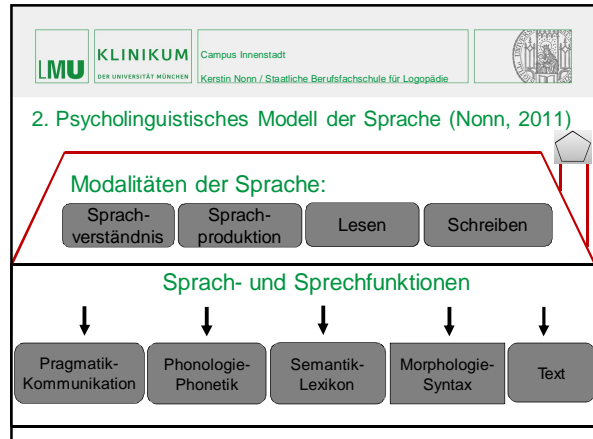 LMU
KLINIKUM
DER UNIVERSITÄT MÜNCHEN
Campus Innenstadt
Kerstin Nonn / Staatliche Berufsfachschule für Logopädie
2. Psycholinguistisches Modell der Sprache (Nonn, 2011)
Modalitäten der Sprache:
Sprach-
verständnis
Sprach-
produktion
Lesen
Schreiben
Sprach- und Sprechfunktionen
Pragmatik-
Kommunikation
Phonologie-
Phonetik
Semantik-
Lexikon
Morphologie-
Syntax
Text